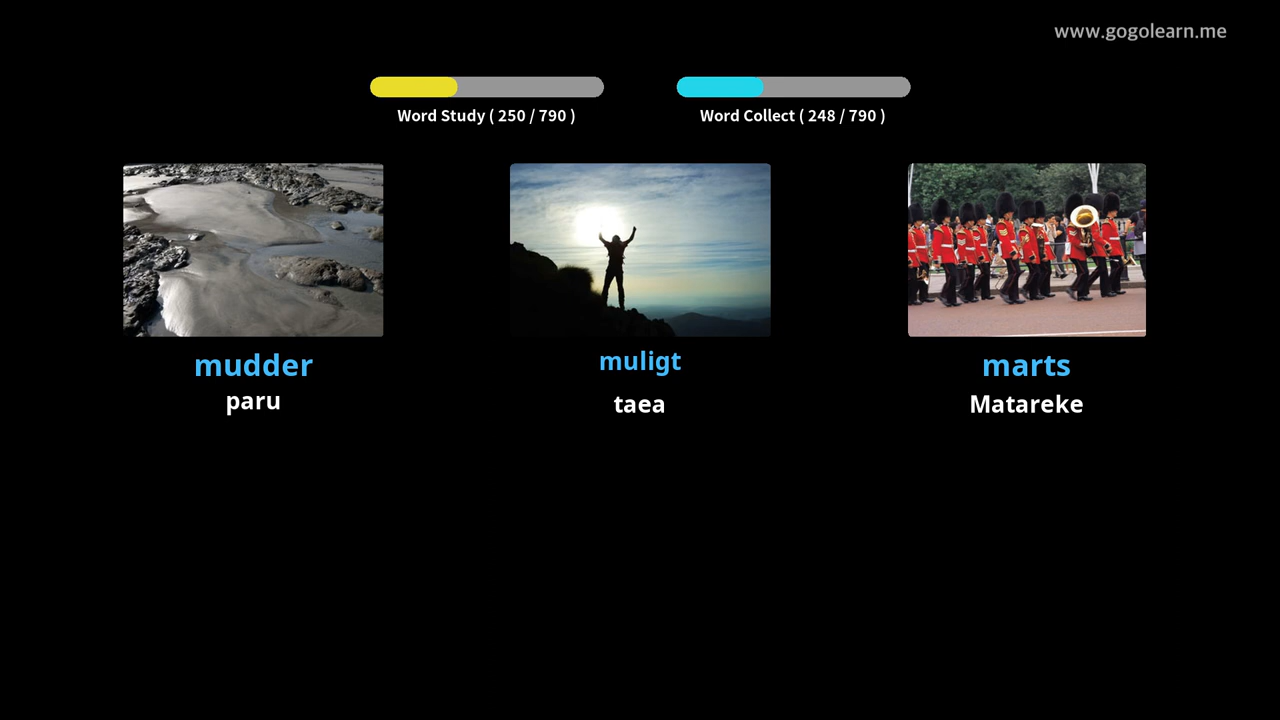 www.gogolearn.me
Word Study ( 250 / 790 )
Word Collect ( 248 / 790 )
mudder
paru
muligt
taea
marts
Matareke